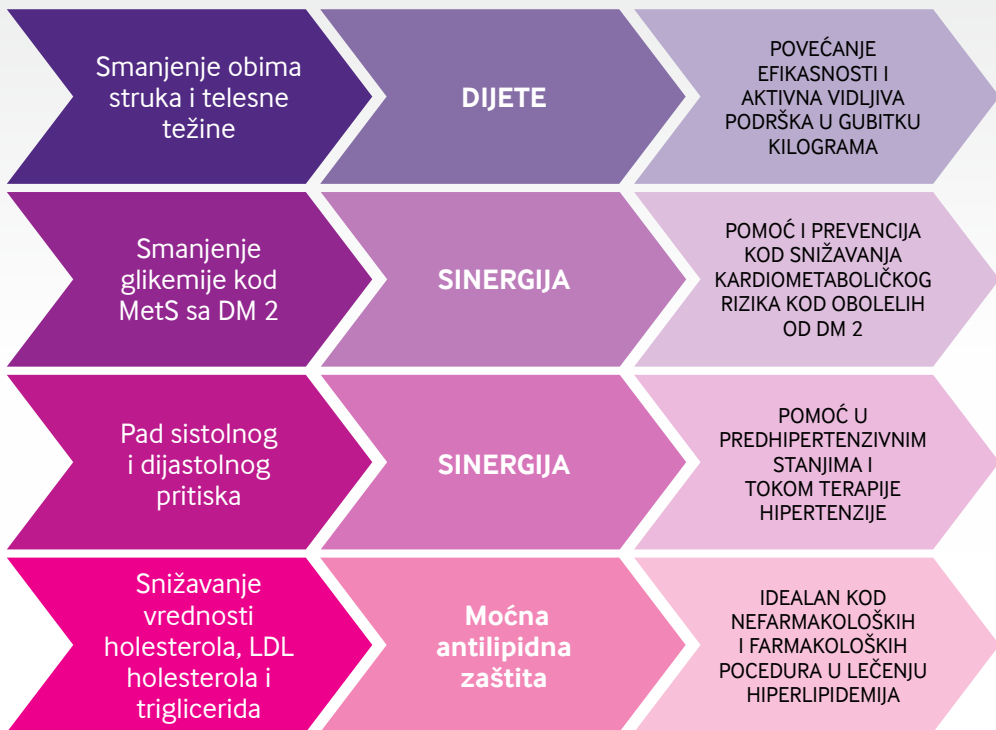 Smanjenje obima
struka i telesne
težine
DIJETE
POVEĆANJE
EFIKASNOSTI I
AKTIVNA VIDLJIVA
PODRŠKA U GUBITKU
KILOGRAMA
Smanjenje
glikemije kod
MetS sa DM 2
SINERGIJA
POMOĆ I PREVENCIJA
KOD SNIŽAVANJA
KARDIOMETABOLIČKOG
RIZIKA KOD OBOLELIH
OD DM 2
Pad sistolnog
i dijastolnog
pritiska
SINERGIJA
POMOĆ U
PREDHIPERTENZIVNIM
STANJIMA I
TOKOM TERAPIJE
HIPERTENZIJE
Snižavanje
vrednosti
holesterola, LDL
holesterola i
triglicerida
Moćna
antilipidna
zaštita
IDEALAN KOD
NEFARMAKOLOŠKIH
I FARMAKOLOŠKIH
POCEDURA U LEČENJU
HIPERLIPIDEMIJA